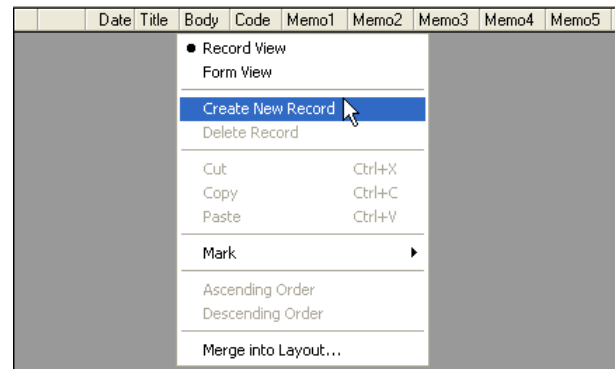 Date Title Body Code Memo1 Memo2 Memo3 Memo4 Memo5
Record View
Form View
Create New Record
Delete Record
Cut Ctrl+X
Copy Ctrl+C
Paste Ctrl+V
Mark
Ascending Order
Descending Order
Merge into Layout...